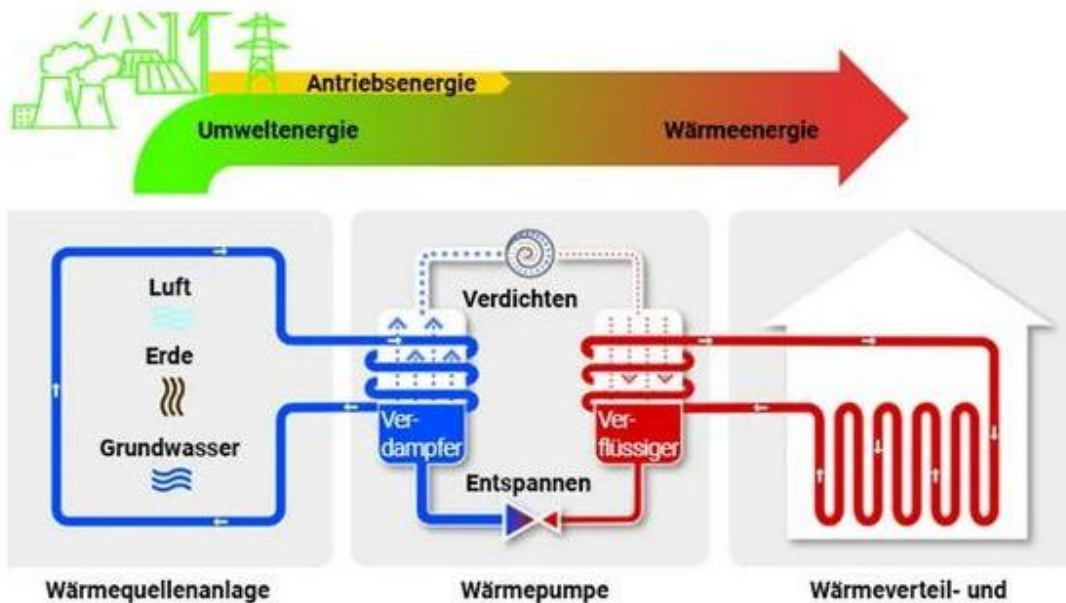 Antriebsenergie
Umweltenergie
Wärmeenergie
Luft
Erde
Grundwasser
Verdichten
Ver-
dampfer
Ver-
flüssiger
Entspannen
Wärmequellenanlage
Wärmepumpe
Wärmeverteil- und